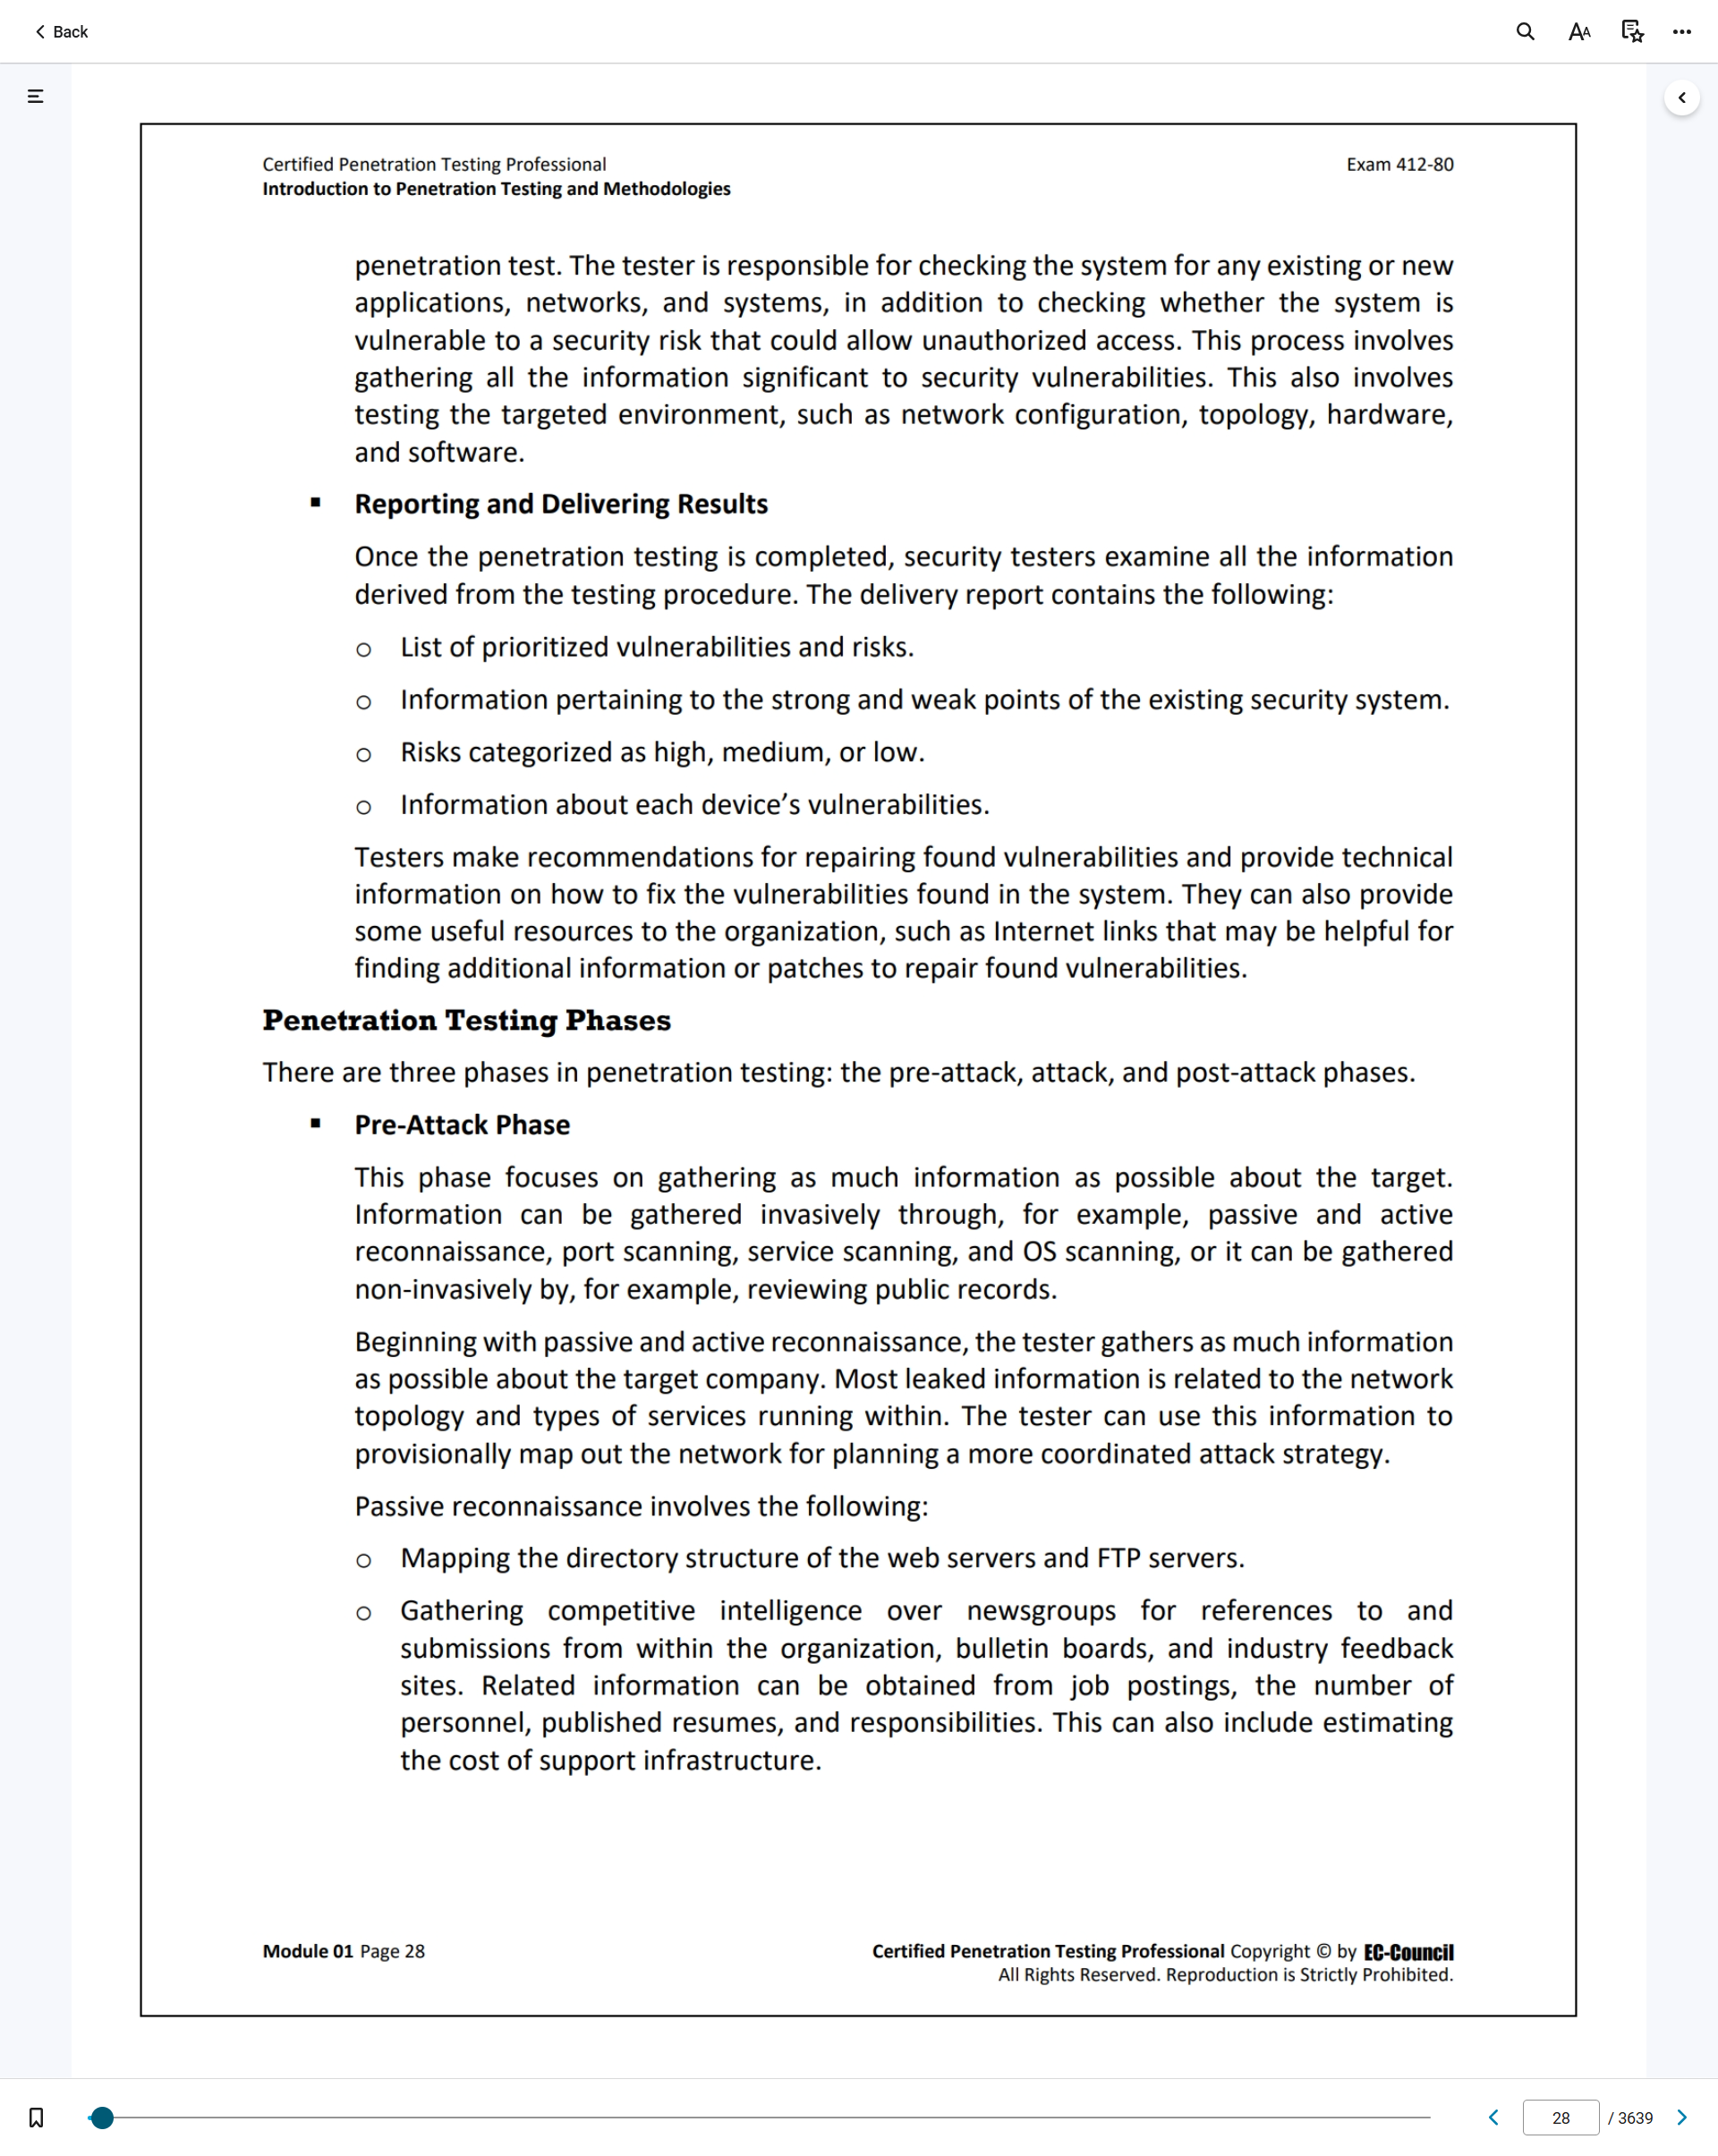 Back
Certified Penetration Testing Professional
Exam 412-80
Introduction to Penetration Testing and Methodologies
penetration test. The tester is responsible for checking the system for any existing or new
applications, networks, and systems, in addition to checking whether the system is
vulnerable to a security risk that could allow unauthorized access. This process involves
gathering all the information significant to security vulnerabilities. This also involves
testing the targeted environment, such as network configuration, topology, hardware,
and software.
▪ Reporting and Delivering Results
Once the penetration testing is completed, security testers examine all the information
derived from the testing procedure. The delivery report contains the following:
o List of prioritized vulnerabilities and risks.
o Information pertaining to the strong and weak points of the existing security system.
o Risks categorized as high, medium, or low.
o Information about each device’s vulnerabilities.
Testers make recommendations for repairing found vulnerabilities and provide technical
information on how to fix the vulnerabilities found in the system. They can also provide
some useful resources to the organization, such as Internet links that may be helpful for
finding additional information or patches to repair found vulnerabilities.
Penetration Testing Phases
There are three phases in penetration testing: the pre-attack, attack, and post-attack phases.
▪ Pre-Attack Phase
This phase focuses on gathering as much information as possible about the target.
Information can be gathered invasively through, for example, passive and active
reconnaissance, port scanning, service scanning, and OS scanning, or it can be gathered
non-invasively by, for example, reviewing public records.
Beginning with passive and active reconnaissance, the tester gathers as much information
as possible about the target company. Most leaked information is related to the network
topology and types of services running within. The tester can use this information to
provisionally map out the network for planning a more coordinated attack strategy.
Passive reconnaissance involves the following:
o Mapping the directory structure of the web servers and FTP servers.
o Gathering competitive intelligence over newsgroups for references to and
submissions from within the organization, bulletin boards, and industry feedback
sites. Related information can be obtained from job postings, the number of
personnel, published resumes, and responsibilities. This can also include estimating
the cost of support infrastructure.
Module 01 Page 28
Certified Penetration Testing Professional Copyright © by EC-Council
All Rights Reserved. Reproduction is Strictly Prohibited.
28 / 3639